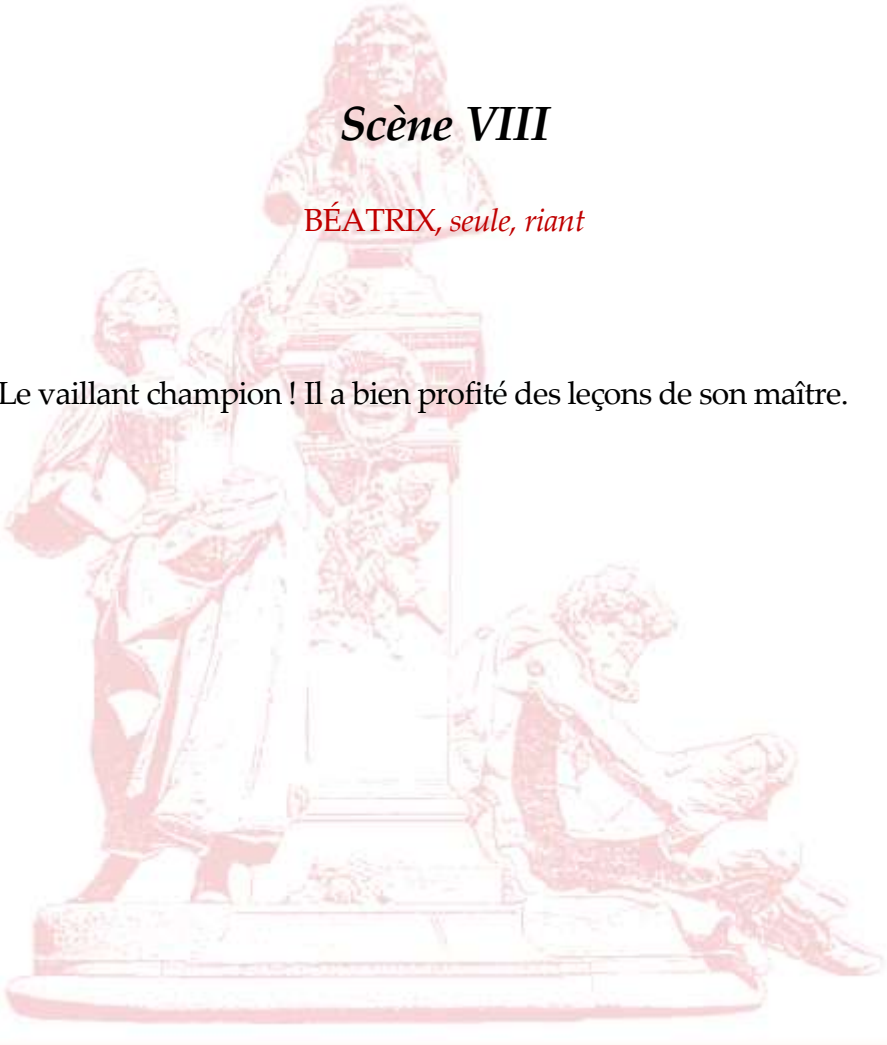 Scène VIII
BÉATRIX, seule, riant
Le vaillant champion ! Il a bien profité des leçons de son maître.